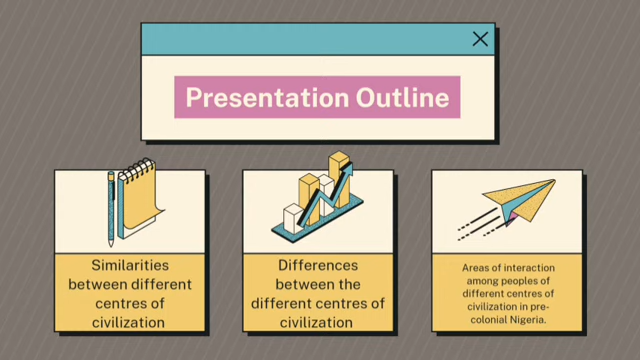 Presentation Outline
Similarities
between different
centres of
civilization
Differences
between the
different centres of
civilization
Areas of interaction
among peoples of
different centres of
civilization in pre-
colonial Nigeria.